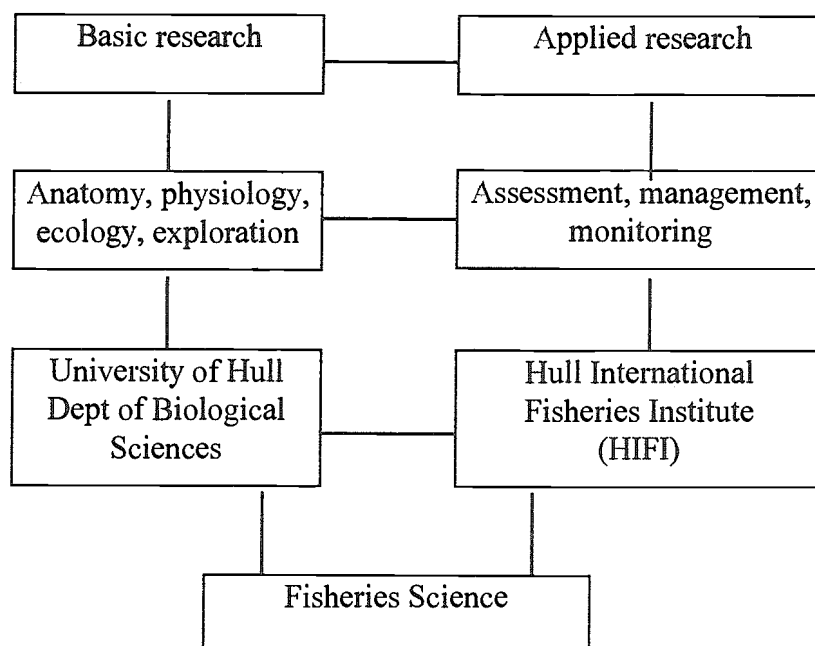 Basic research
Applied research
Anatomy, physiology,
ecology, exploration
Assessment, management,
monitoring
University of Hull
Dept of Biological
Sciences
Hull International
Fisheries Institute
(HIFI)
Fisheries Science